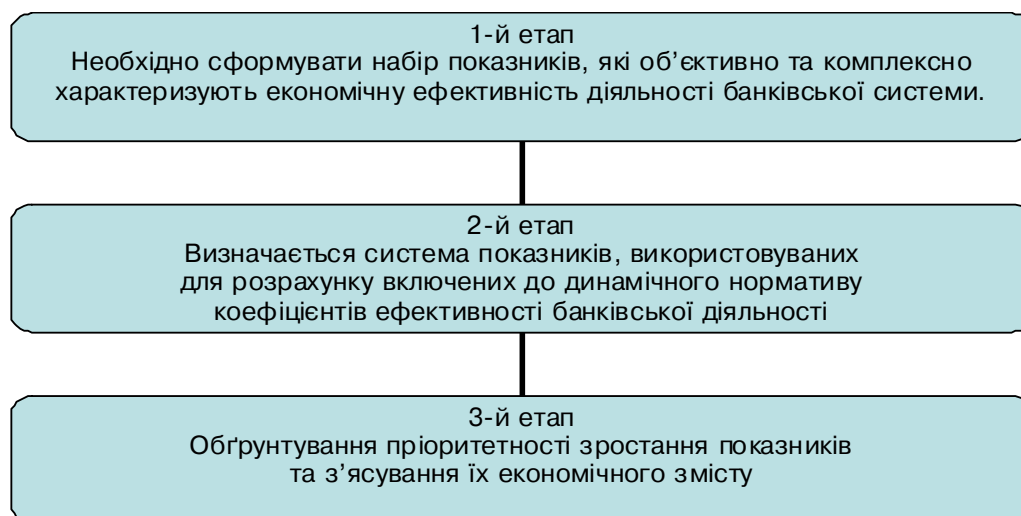 1-й етап
Необхідно сформувати набір показників, які об’єктивно та комплексно
характеризують економічну ефективність діяльності банківської системи.
2-й етап
Визначається система показників, використовуваних
для розрахунку включених до динамічного нормативу
коефіцієнтів ефективності банківської діяльності
3-й етап
Обґрунтування пріоритетності зростання показників
та з’ясування їх економічного змісту